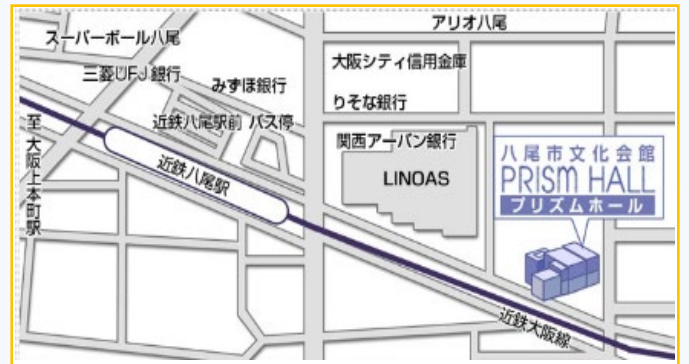 アリオ八尾
スーパーボール八尾
三菱UFJ銀行
みずほ銀行
大阪シティ信用金庫
りそな銀行
近鉄八尾駅前 バス停
関西アーバン銀行
LINOAS
八尾市文化会館
PRISM HALL
プリズムホール
至大阪上本町駅
近鉄八尾駅
近鉄大阪線